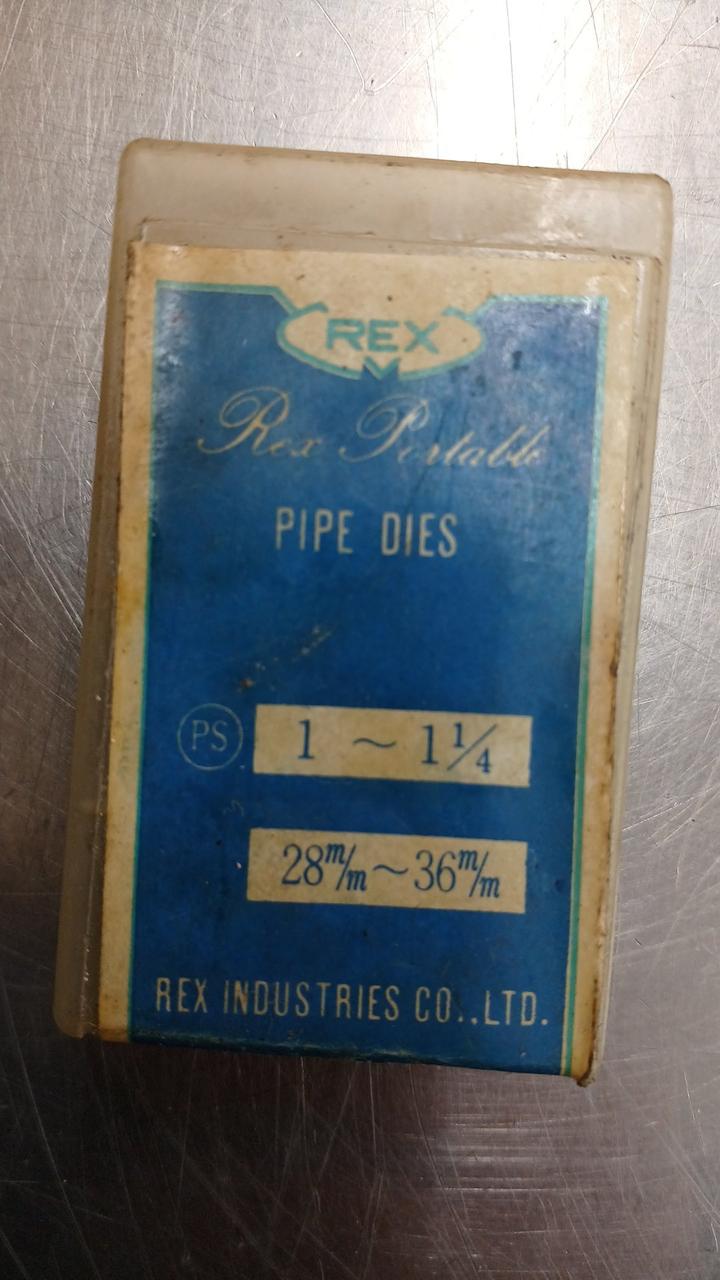 REX
Rex Portable
PIPE DIES
PS 1 ~ 1¼
28m/m~36m/m
REX INDUSTRIES CO.,LTD.